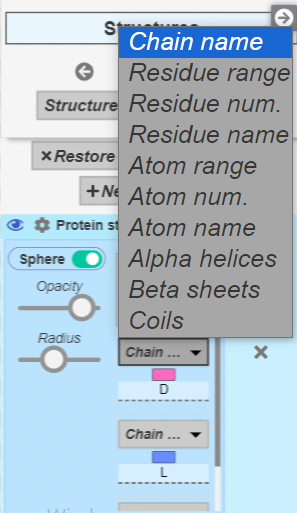 Structures
Chain name
Residue range
Residue num.
Residue name
Atom range
Atom num.
Atom name
Alpha helices
Beta sheets
Coils
Structure
×Restore
+Ne
Protein st
Sphere
Opacity
Radius
Chain ...
D
Chain ...
L